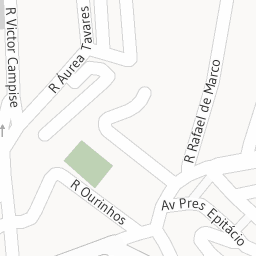 R Victor Campise
R Áurea Tavares
R Rafael de Marco
R Ourinhos
Av Pres Epitácio